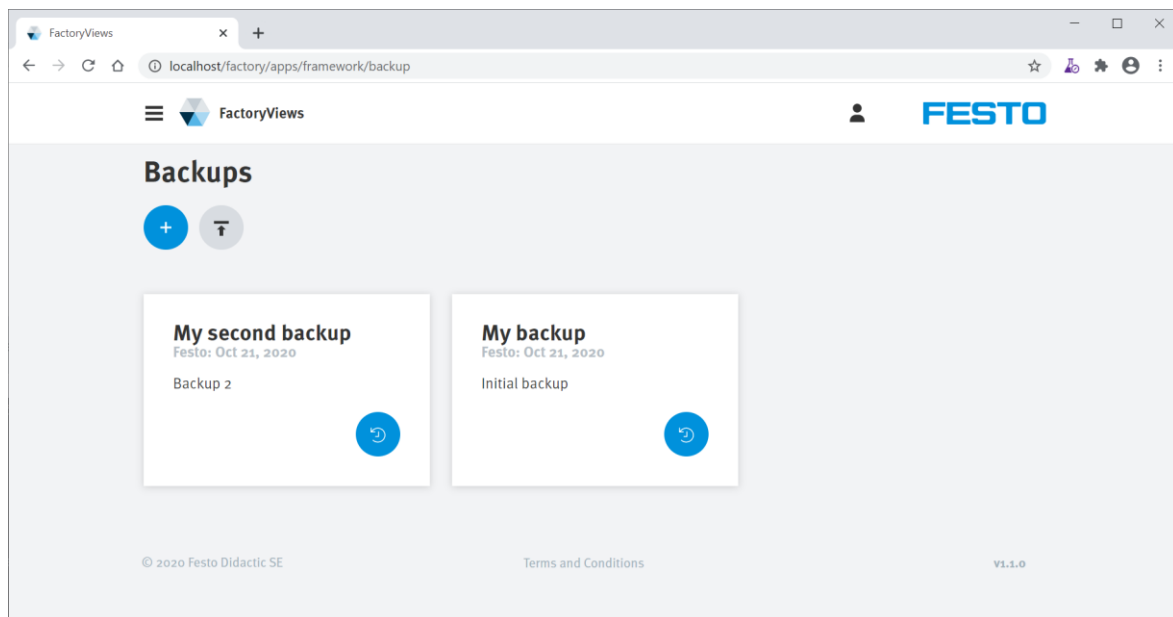 FactoryViews
localhost/factory/apps/framework/backup
FactoryViews
FESTO
Backups
My second backup
Festo: Oct 21, 2020
Backup 2
My backup
Festo: Oct 21, 2020
Initial backup
© 2020 Festo Didactic SE
Terms and Conditions
v1.1.0